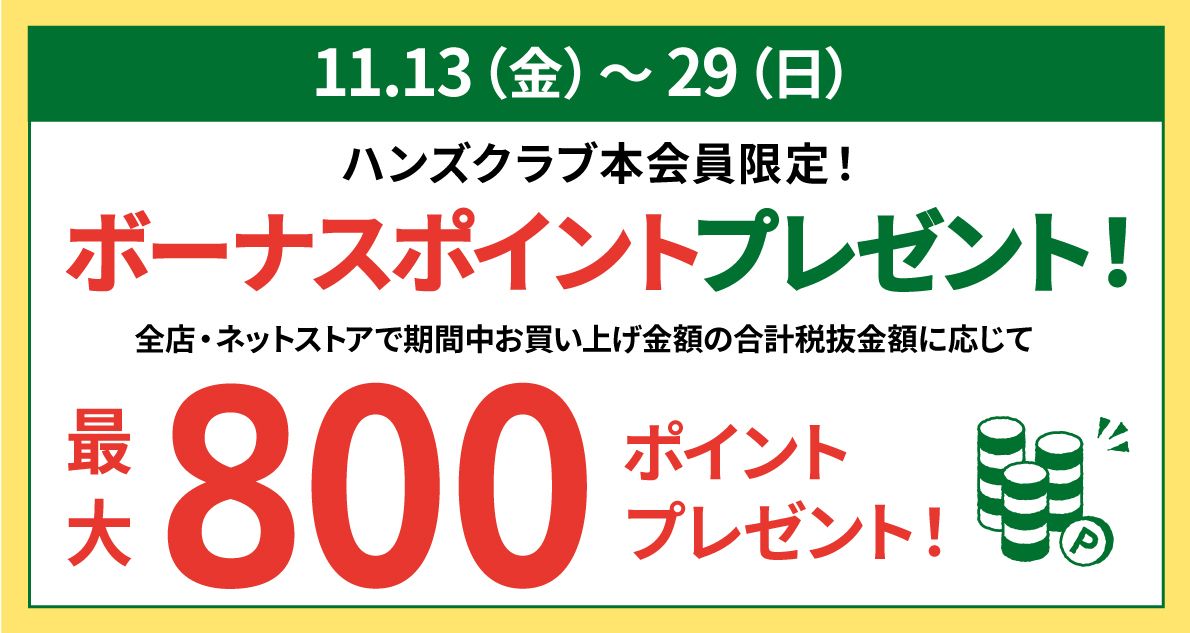 11.13（金）～29（日）
ハンズクラブ本会員限定！
ボーナスポイントプレゼント！
全店・ネットストアで期間中お買い上げ金額の合計税抜金額に応じて
最大800ポイント
プレゼント！
P